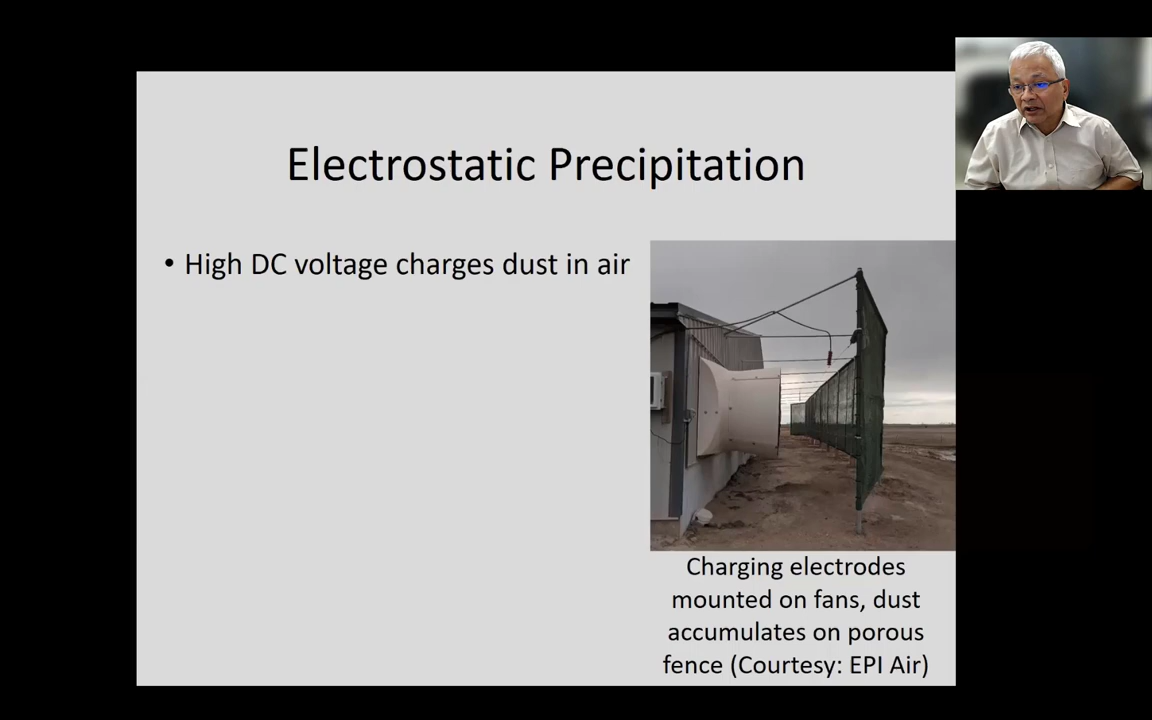 Electrostatic Precipitation
• High DC voltage charges dust in air
Charging electrodes
mounted on fans, dust
accumulates on porous
fence (Courtesy: EPI Air)